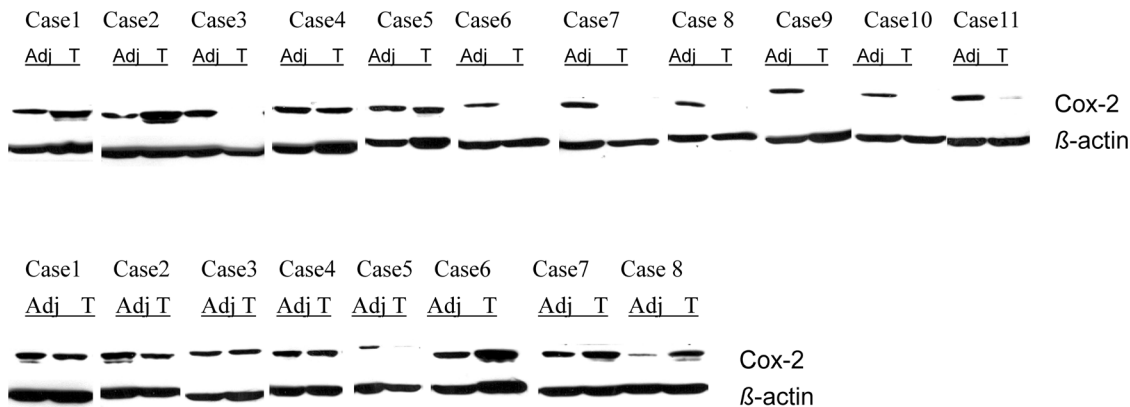 Case1 Case2 Case3 Case4 Case5 Case6 Case7 Case 8 Case9 Case10 Case11
Adj T Adj T Adj T Adj T Adj T Adj T Adj T Adj T Adj T Adj T Adj T
Cox-2
ß-actin
Case1 Case2 Case3 Case4 Case5 Case6 Case7 Case 8
Adj T Adj T Adj T Adj T Adj T Adj T Adj T Adj T
Cox-2
ß-actin